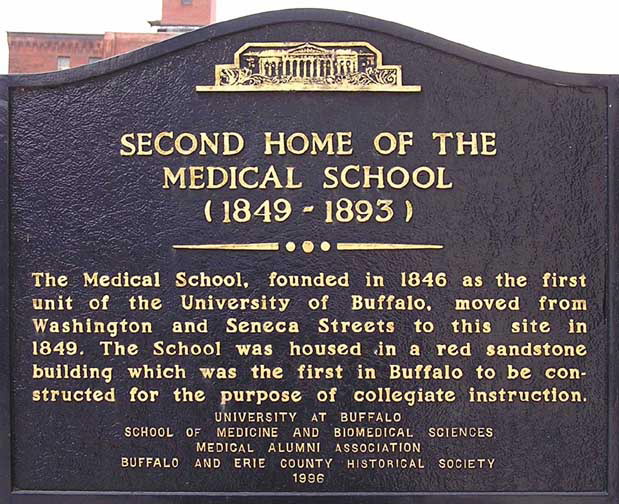 SECOND HOME OF THE
MEDICAL SCHOOL
(1849 - 1893)
The Medical School, founded in 1846 as the first
unit of the University of Buffalo, moved from
Washington and Seneca Streets to this site in
1849. The School was housed in a red sandstone
building which was the first in Buffalo to be con-
structed for the purpose of collegiate instruction.
UNIVERSITY AT BUFFALO
SCHOOL OF MEDICINE AND BIOMEDICAL SCIENCES
MEDICAL ALUMNI ASSOCIATION
BUFFALO AND ERIE COUNTY HISTORICAL SOCIETY
1996